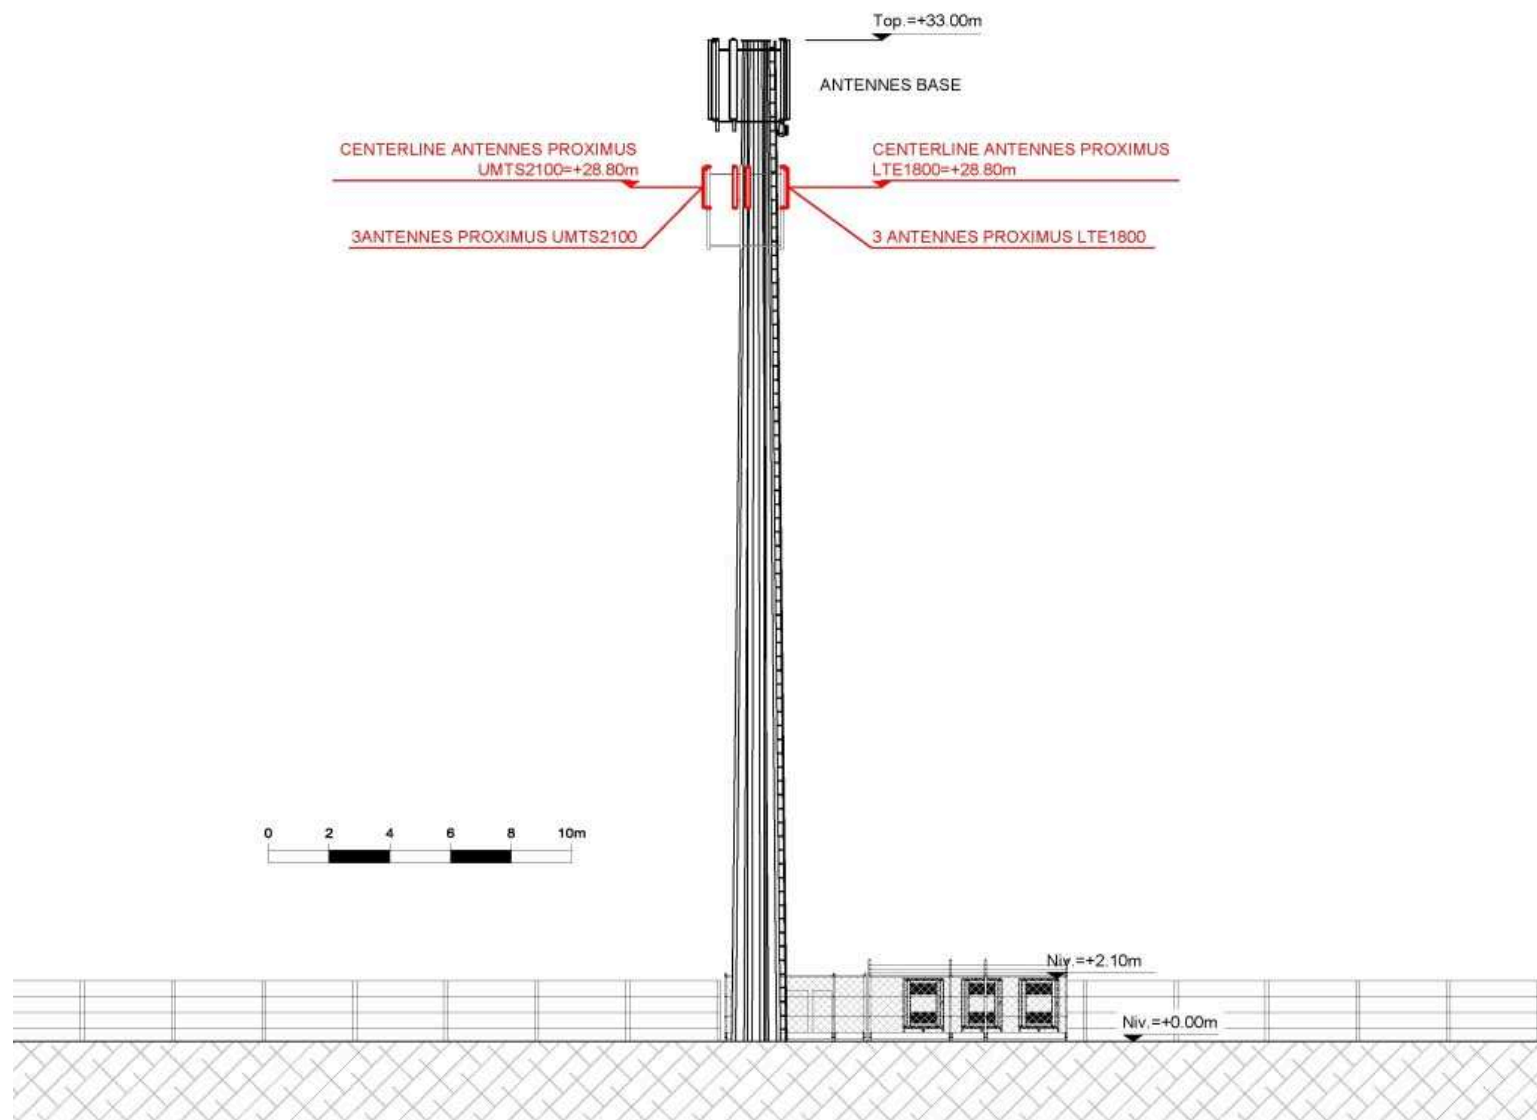 Top.=+33.00m
ANTENNES BASE
CENTERLINE ANTENNES PROXIMUS
UMTS2100=+28.80m
CENTERLINE ANTENNES PROXIMUS
LTE1800=+28.80m
3ANTENNES PROXIMUS UMTS2100
3 ANTENNES PROXIMUS LTE1800
0 2 4 6 8 10m
Niv.=+2.10m
Niv.=+0.00m